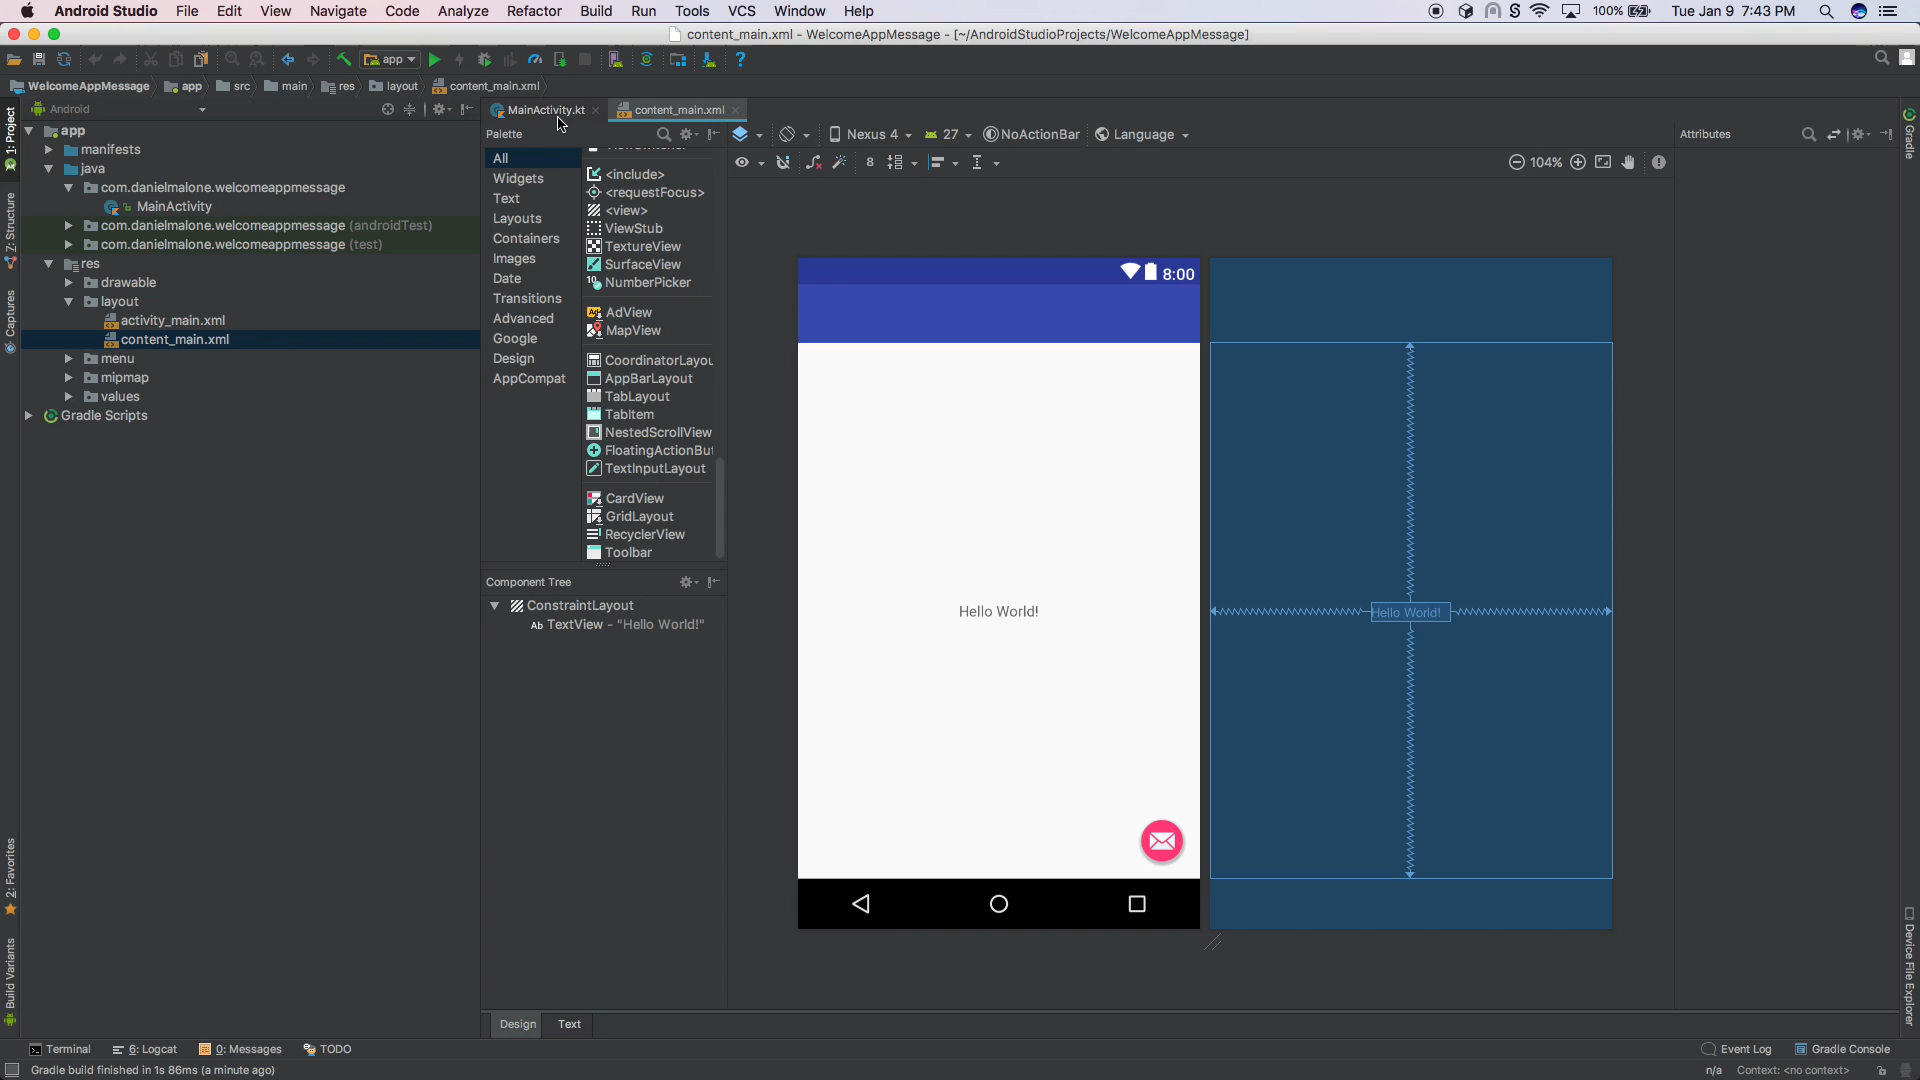 Android Studio File Edit View Navigate Code Analyze Refactor Build Run Tools VCS Window Help 100% Tue Jan 9 7:43 PM
content_main.xml - WelcomeAppMessage - [~/AndroidStudioProjects/WelcomeAppMessage]
app
WelcomeAppMessage app src main res layout content_main.xml
Android
MainActivity.kt content_main.xml
Palette
Nexus 4 27 NoActionBar Language
Attributes
8
104%
1: Project
Z: Structure
Captures
2: Favorites
Build Variants
app
manifests
java
com.danielmalone.welcomeappmessage
MainActivity
com.danielmalone.welcomeappmessage (androidTest)
com.danielmalone.welcomeappmessage (test)
res
drawable
layout
activity_main.xml
content_main.xml
menu
mipmap
values
Gradle Scripts
All
Widgets
Text
Layouts
Containers
Images
Date
Transitions
Advanced
Google
Design
AppCompat
<include>
<requestFocus>
<view>
ViewStub
TextureView
SurfaceView
NumberPicker
AdView
MapView
CoordinatorLayou
AppBarLayout
TabLayout
TabItem
NestedScrollView
FloatingActionBut
TextInputLayout
CardView
GridLayout
RecyclerView
Toolbar
Component Tree
ConstraintLayout
Ab TextView - "Hello World!"
8:00
Hello World!
Hello World!
Gradle
Device File Explorer
Design Text
Terminal 6: Logcat 0: Messages TODO
Event Log Gradle Console
Gradle build finished in 1s 86ms (a minute ago)
n/a Context: <no context>